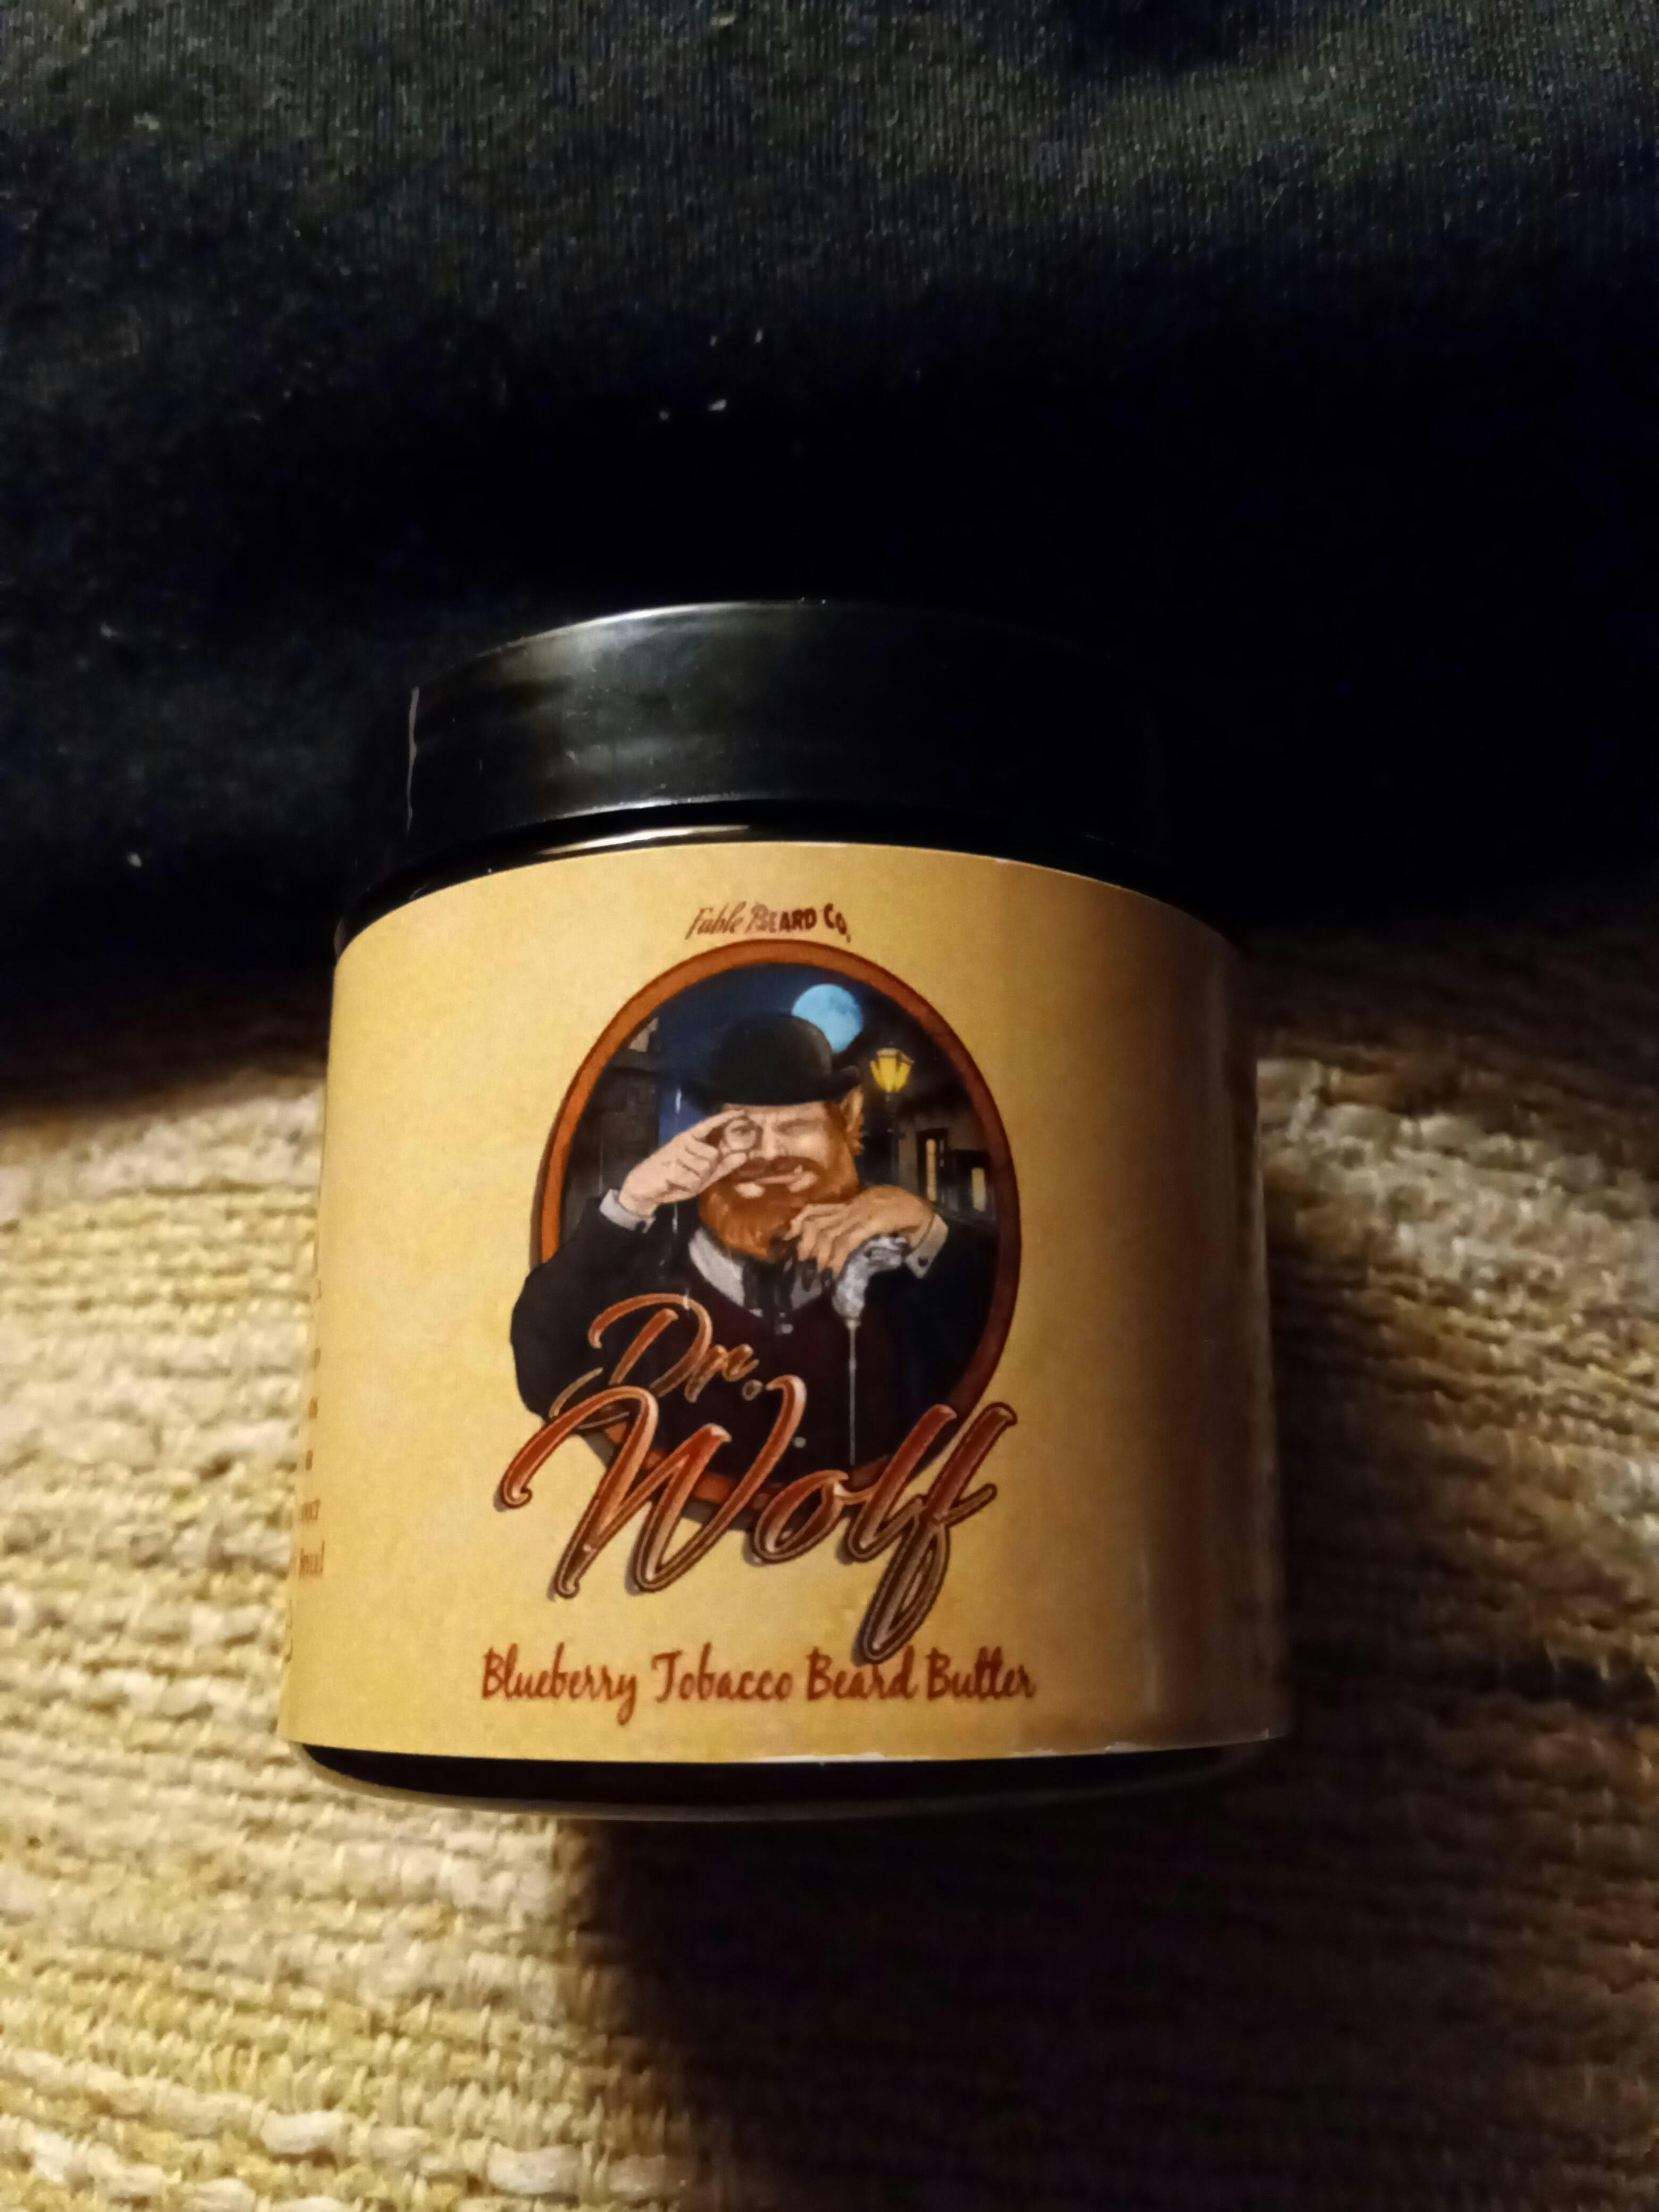 Fable BEARD Co.
Dr.
Wolf
Blueberry Tobacco Beard Butter